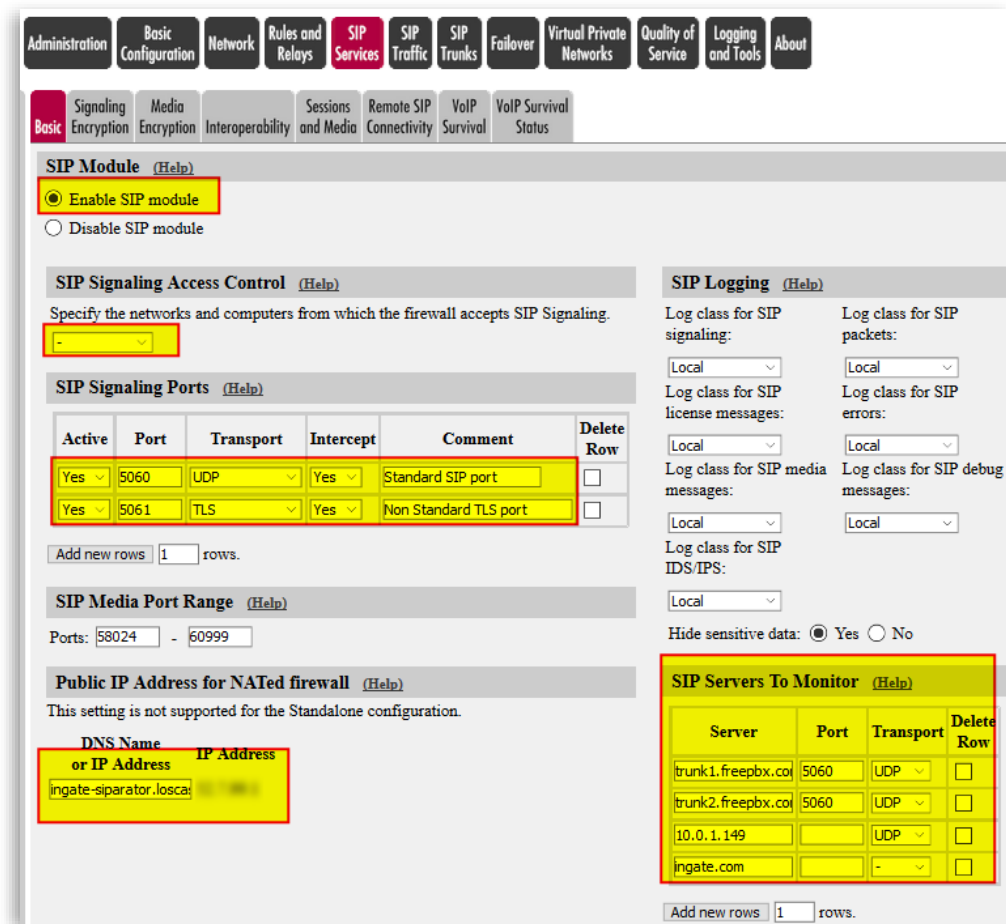 Administration
Basic Configuration
Network
Rules and Relays
SIP Services
SIP Traffic
SIP Trunks
Failover
Virtual Private Networks
Quality of Service
Logging and Tools
About
Basic
Signaling Encryption
Media Encryption
Interoperability
Sessions and Media
Remote SIP Connectivity
VoIP Survival
VoIP Survival Status
SIP Module (Help)
Enable SIP module
Disable SIP module
SIP Signaling Access Control (Help)
Specify the networks and computers from which the firewall accepts SIP Signaling.
-
SIP Signaling Ports (Help)
Active Port Transport Intercept Comment Delete Row
Yes 5060 UDP Yes Standard SIP port
Yes 5061 TLS Yes Non Standard TLS port
Add new rows 1 rows.
SIP Media Port Range (Help)
Ports: 58024 - 60999
Public IP Address for NATed firewall (Help)
This setting is not supported for the Standalone configuration.
DNS Name or IP Address IP Address
ingate-siparator.losca
SIP Logging (Help)
Log class for SIP signaling: Log class for SIP packets:
Local Local
Log class for SIP license messages: Log class for SIP errors:
Local Local
Log class for SIP media messages: Log class for SIP debug messages:
Local Local
Log class for SIP IDS/IPS:
Local
Hide sensitive data: Yes No
SIP Servers To Monitor (Help)
Server Port Transport Delete Row
trunk1.freepbx.co 5060 UDP
trunk2.freepbx.co 5060 UDP
10.0.1.149 UDP
ingate.com -
Add new rows 1 rows.